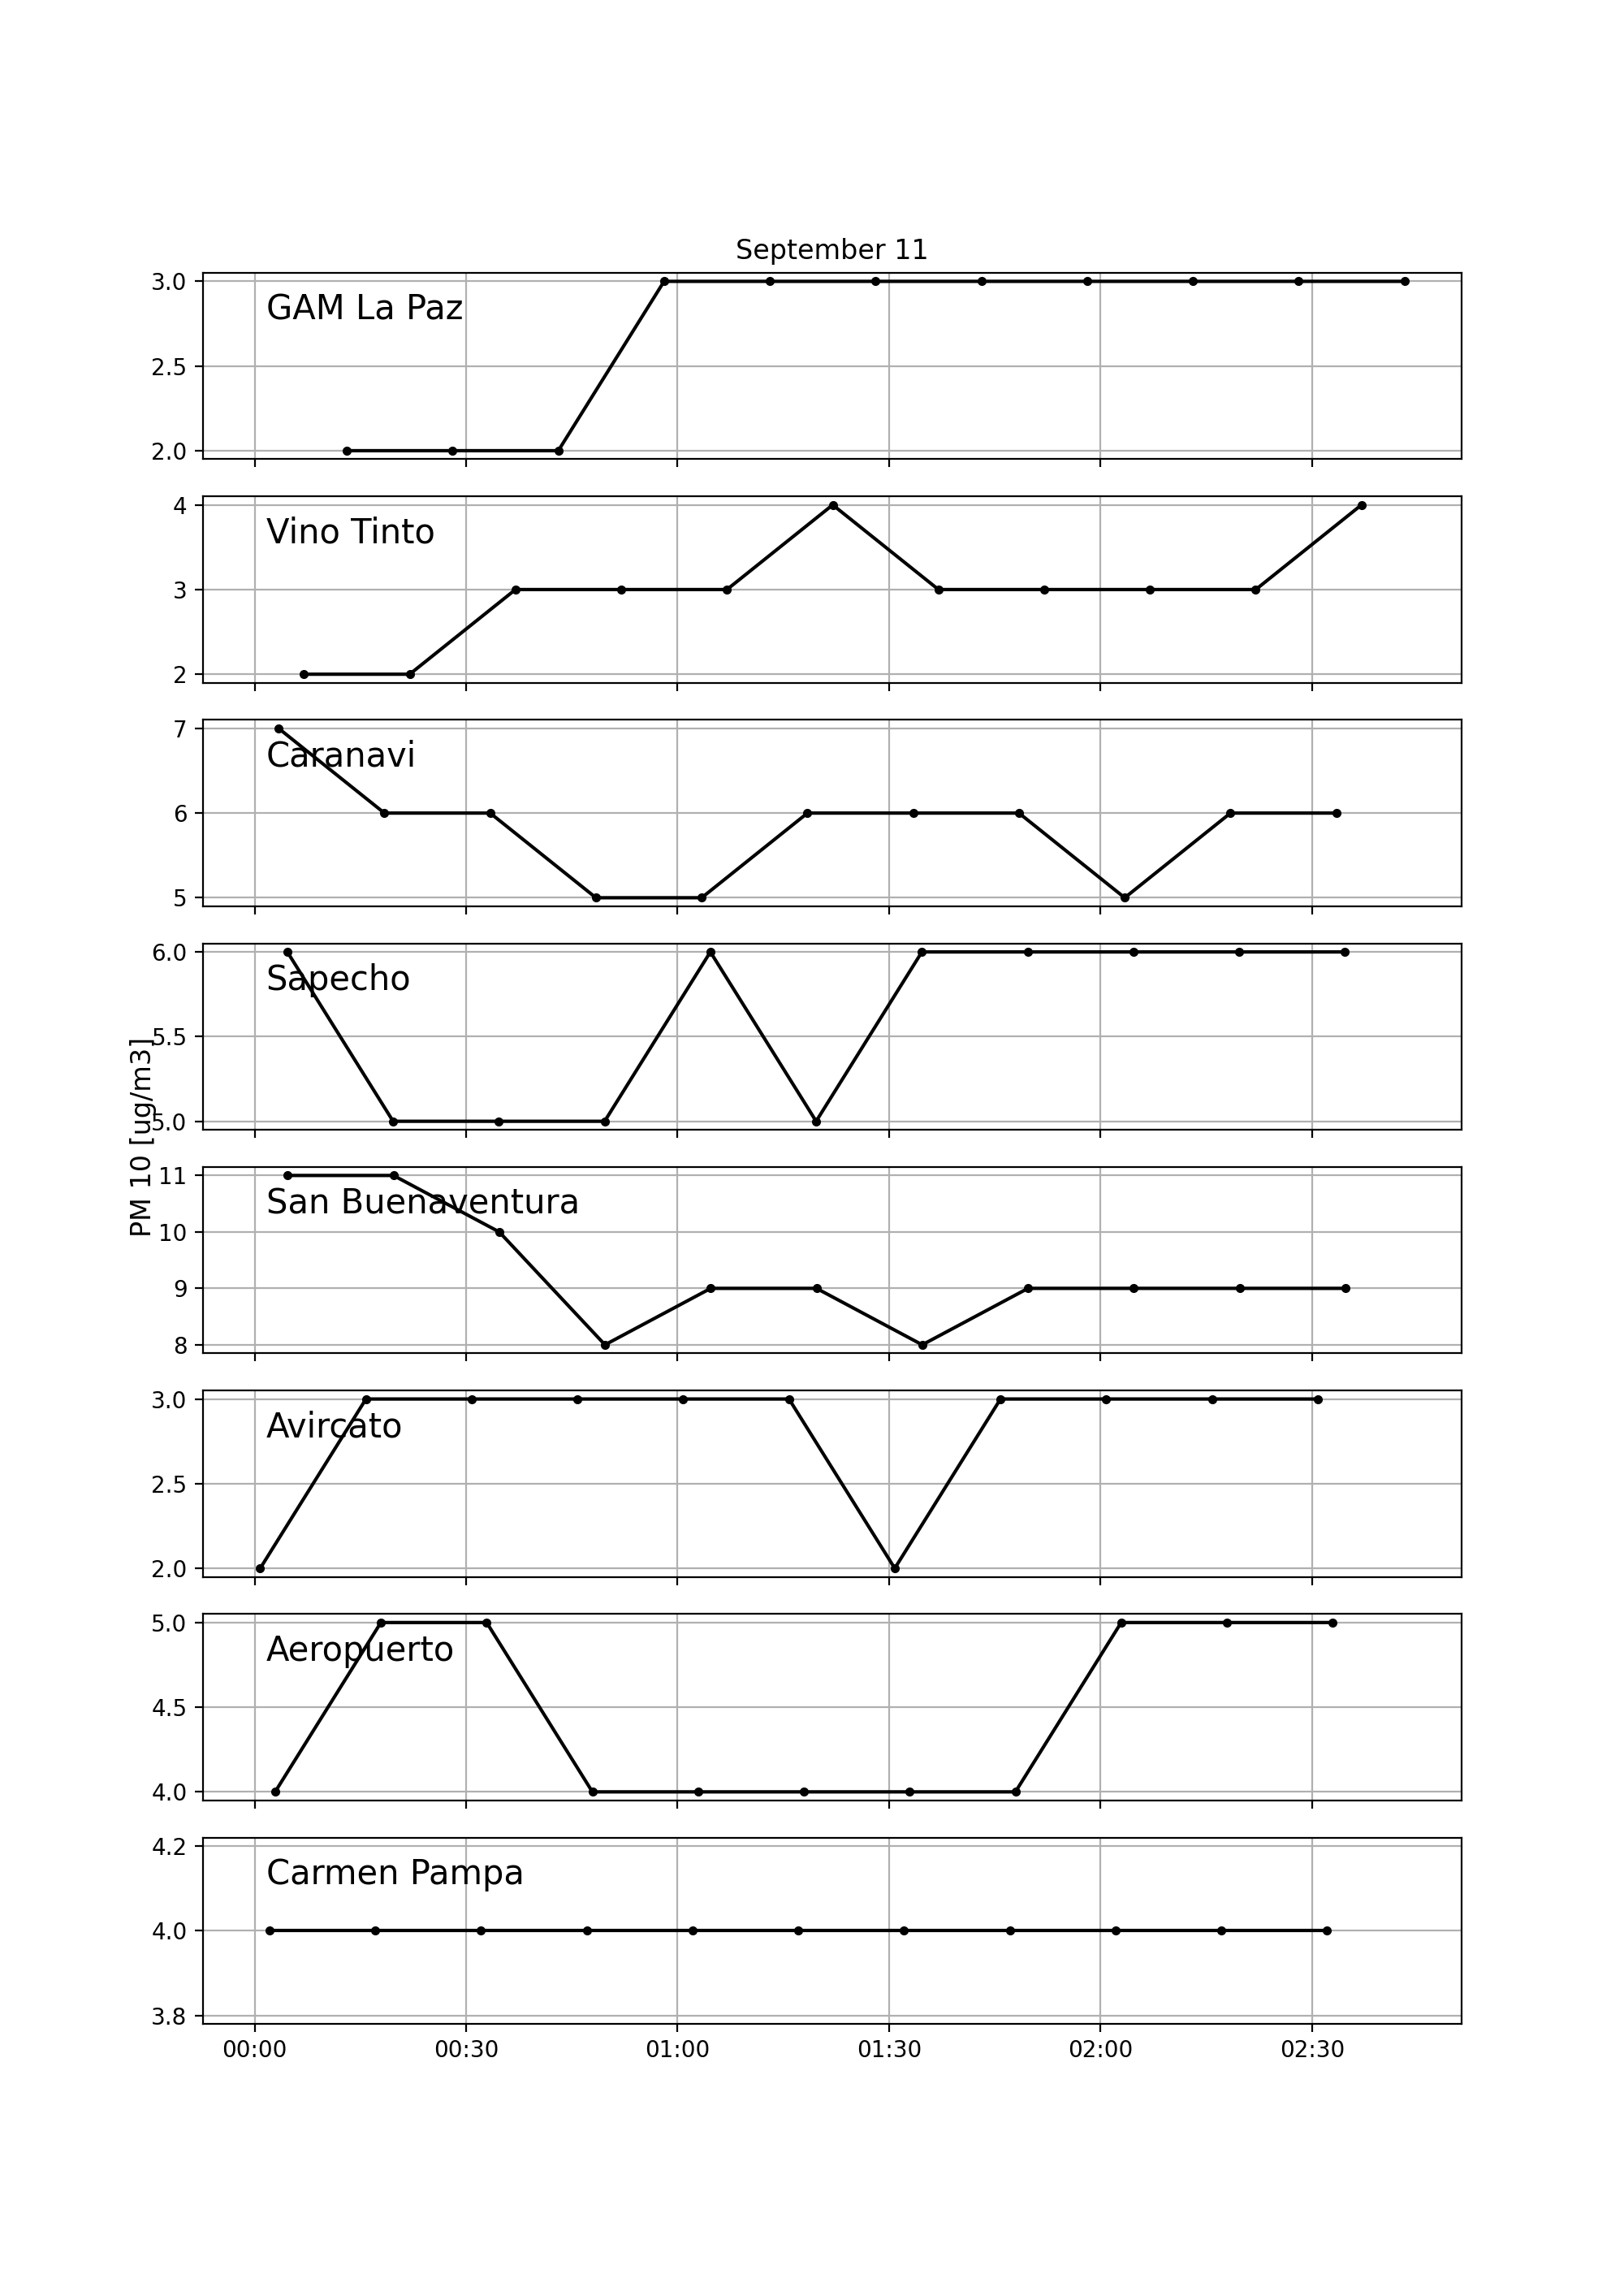 September 11
3.0
GAM La Paz
2.5
2.0
4
Vino Tinto
3
2
7
Caranavi
6
5
6.0
Sapecho
5.5
5.0
PM 10 [ug/m3]
11
San Buenaventura
10
9
8
3.0
Avircato
2.5
2.0
5.0
Aeropuerto
4.5
4.0
4.2
Carmen Pampa
4.0
3.8
00:00 00:30 01:00 01:30 02:00 02:30